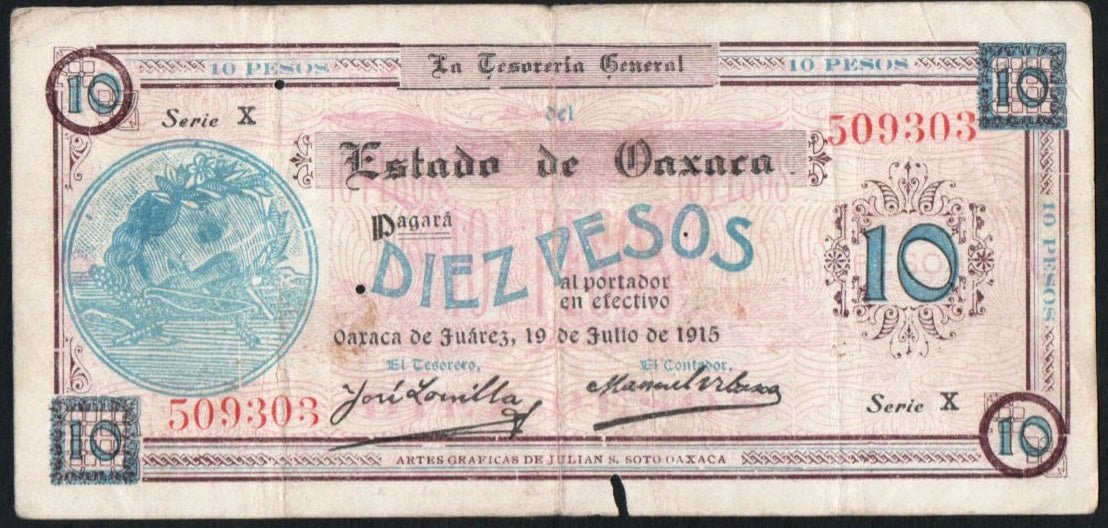 10 PESOS
La Tesorería General
10 PESOS
10
10
Serie X
del
509303
Estado de Oaxaca
10 PESOS
Pagará
DIEZ PESOS
10
al portador
en efectivo
Oaxaca de Juárez, 19 de Julio de 1915
El Tesorero,
El Contador,
509303
Serie X
10
10
ARTES GRAFICAS DE JULIAN S. SOTO OAXACA